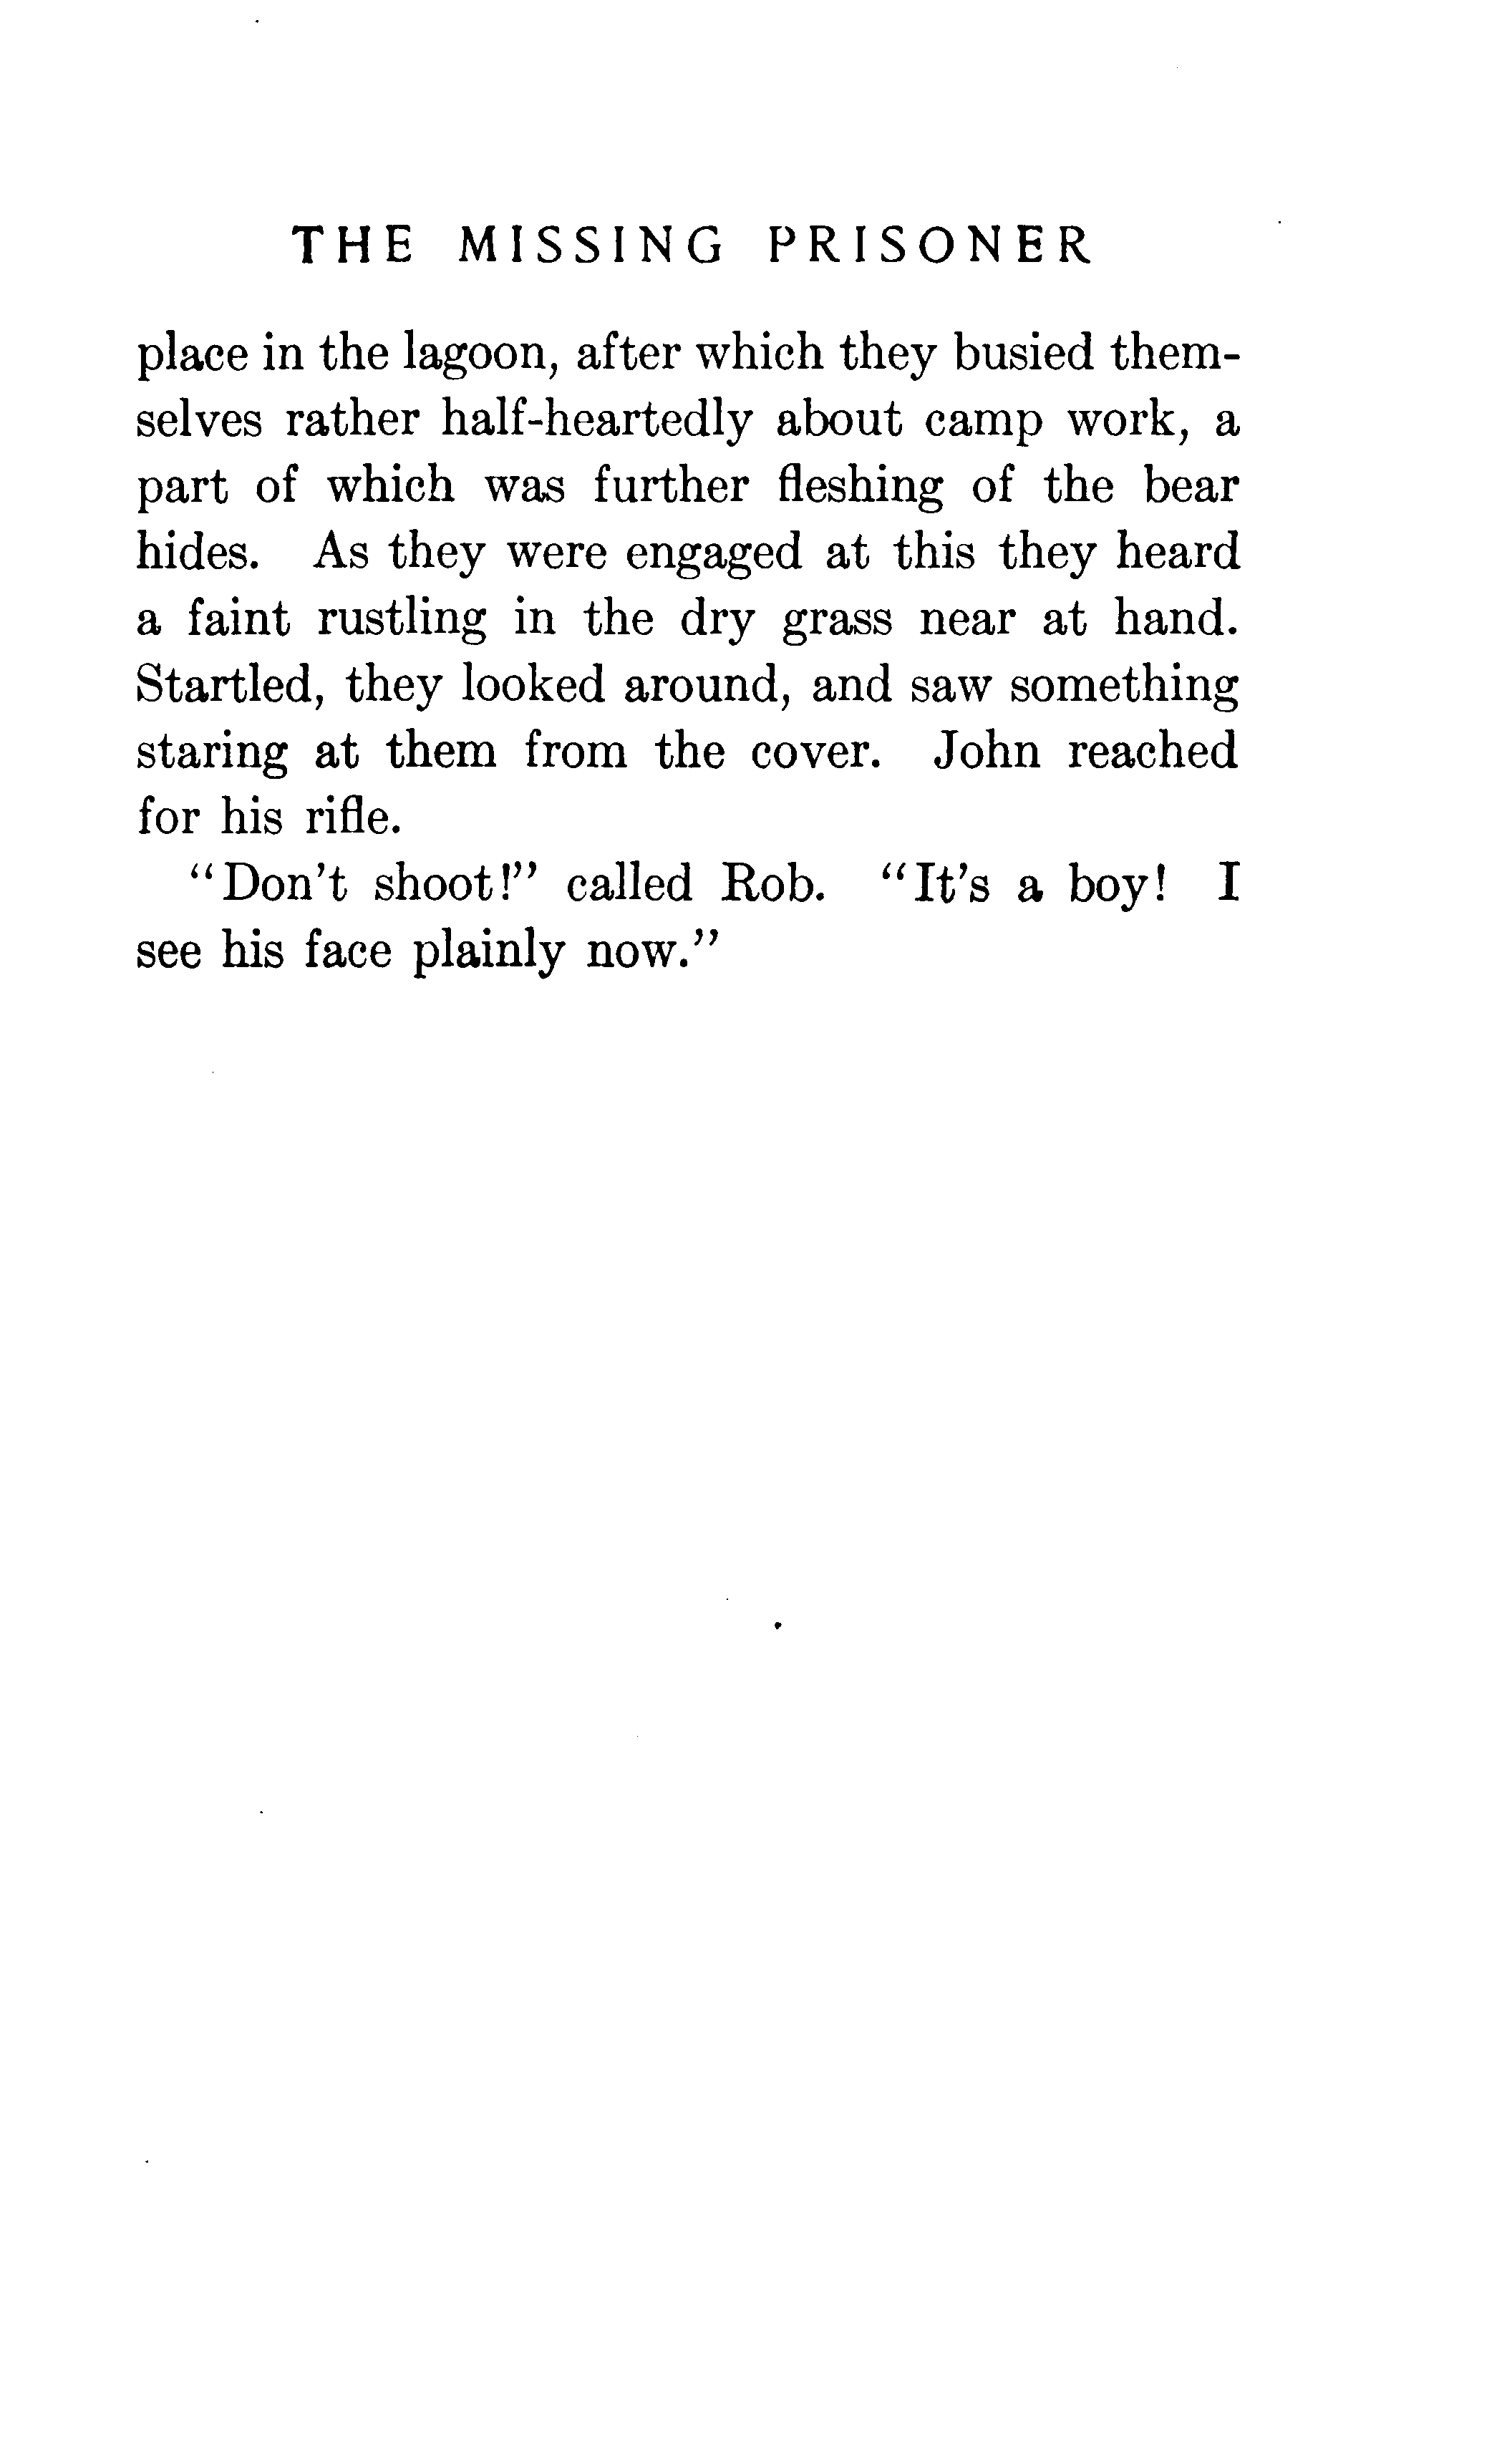 THE MISSING PRISONER
place in the lagoon, after which they busied them-
selves rather half-heartedly about camp work, a
part of which was further fleshing of the bear
hides. As they were engaged at this they heard
a faint rustling in the dry grass near at hand.
Startled, they looked around, and saw something
staring at them from the cover. John reached
for his rifle.
"Don't shoot!" called Rob. "It's a boy! I
see his face plainly now."